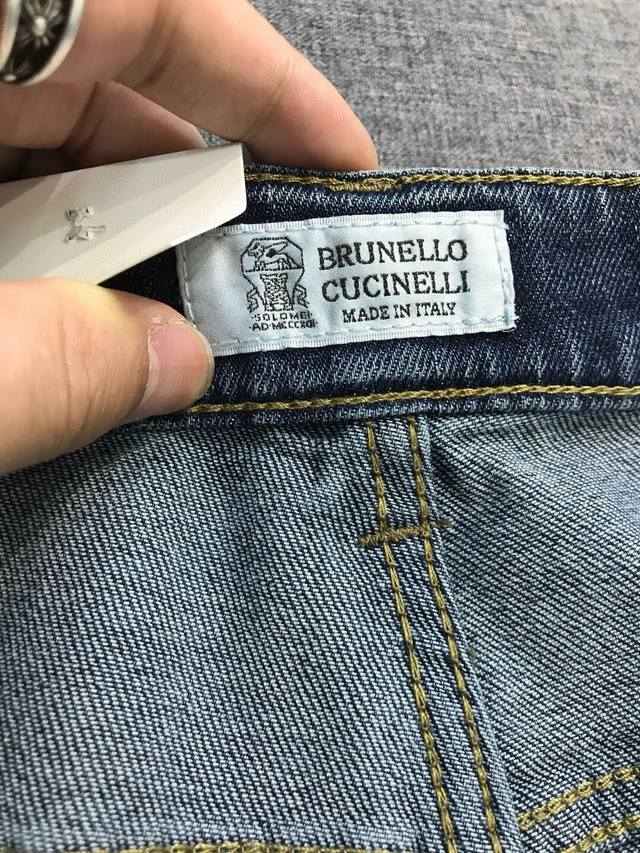 BRUNELLO
CUCINELLI
MADE IN ITALY
·SOLOMEI·